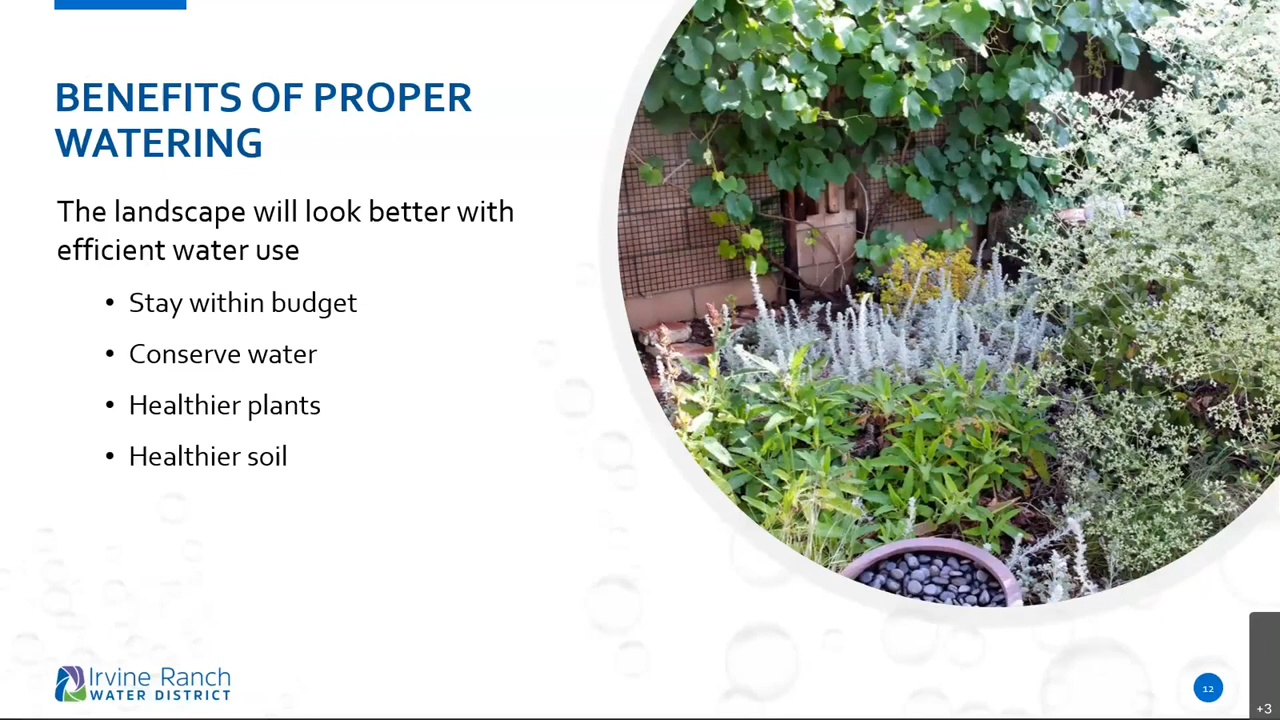 BENEFITS OF PROPER
WATERING
The landscape will look better with
efficient water use
• Stay within budget
• Conserve water
• Healthier plants
• Healthier soil
Irvine Ranch
WATER DISTRICT
12
+3